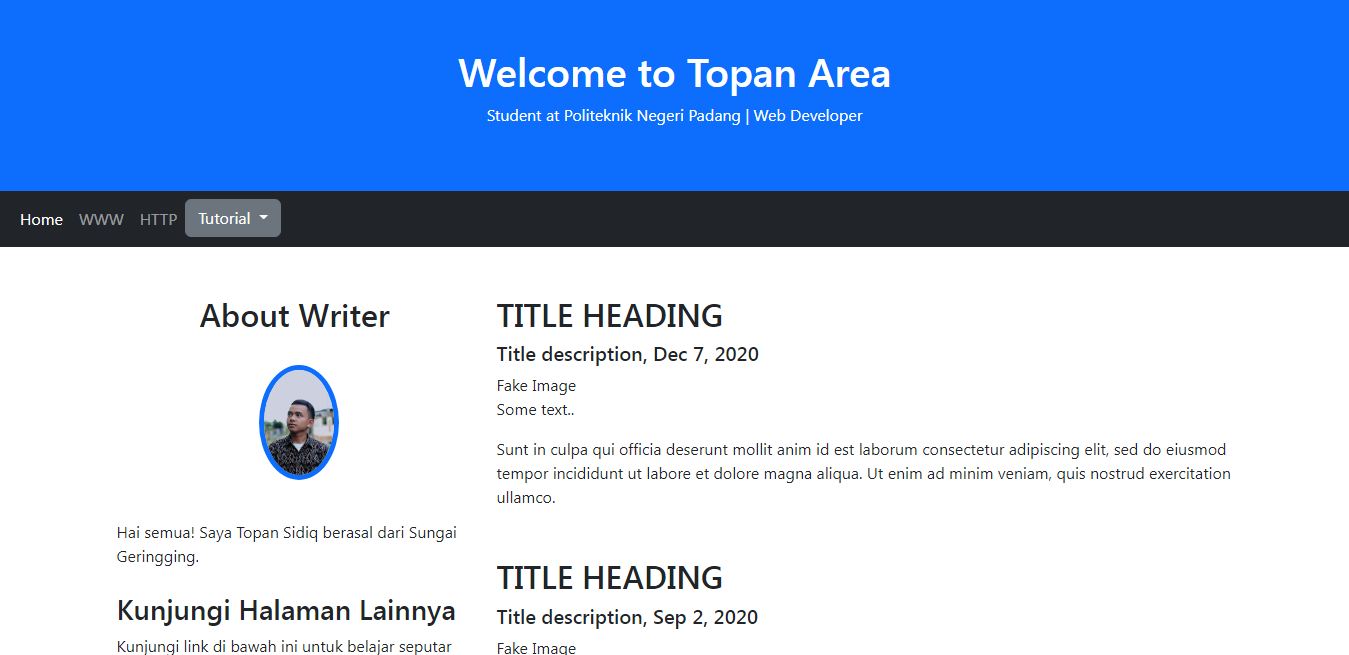 Welcome to Topan Area
Student at Politeknik Negeri Padang | Web Developer
Home WWW HTTP Tutorial
About Writer
Hai semua! Saya Topan Sidiq berasal dari Sungai
Geringging.
Kunjungi Halaman Lainnya
Kunjungi link di bawah ini untuk belajar seputar
TITLE HEADING
Title description, Dec 7, 2020
Fake Image
Some text..
Sunt in culpa qui officia deserunt mollit anim id est laborum consectetur adipiscing elit, sed do eiusmod
tempor incididunt ut labore et dolore magna aliqua. Ut enim ad minim veniam, quis nostrud exercitation
ullamco.
TITLE HEADING
Title description, Sep 2, 2020
Fake Image